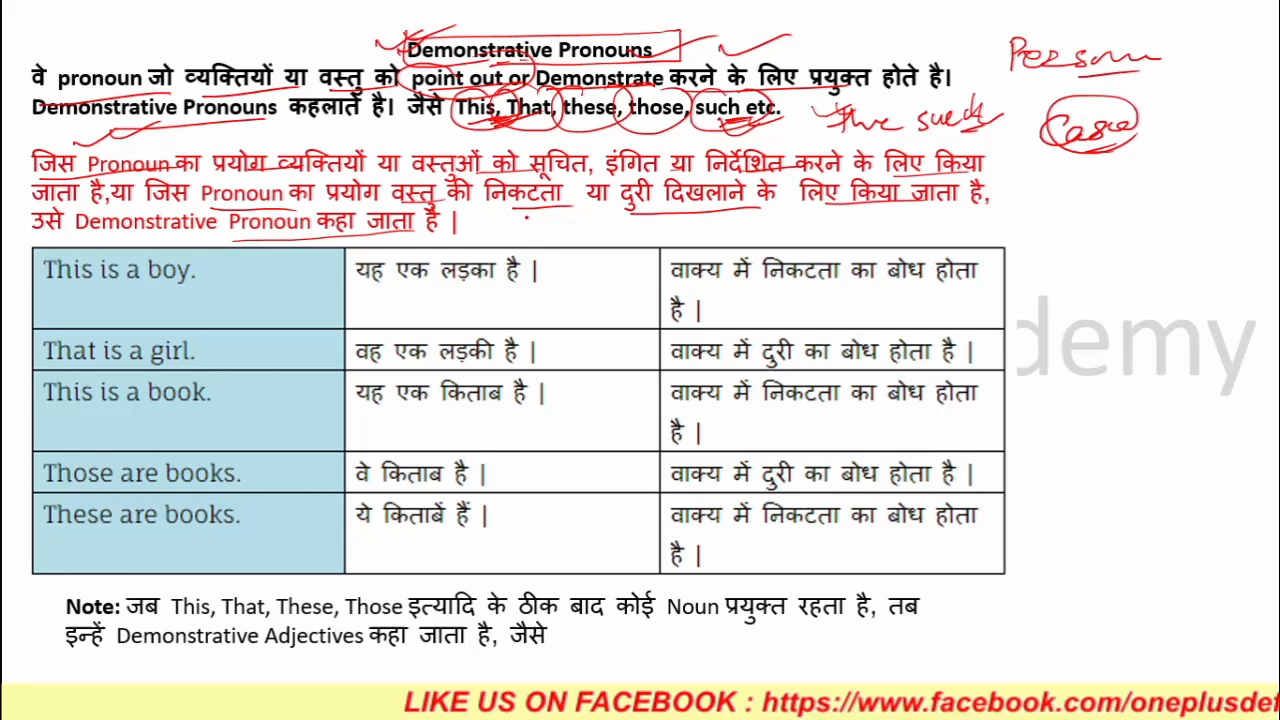 Demonstrative Pronouns
वे pronoun जो व्यक्तियों या वस्तु को point out or Demonstrate करने के लिए प्रयुक्त होते है।
Demonstrative Pronouns कहलाते है। जैसे This, That, these, those, such etc.
Person
Case
जिस Pronoun का प्रयोग व्यक्तियों या वस्तुओं को सूचित, इंगित या निर्देशित करने के लिए किया
जाता है,या जिस Pronoun का प्रयोग वस्तु की निकटता या दुरी दिखलाने के लिए किया जाता है,
उसे Demonstrative Pronoun कहा जाता है |
This is a boy. यह एक लड़का है | वाक्य में निकटता का बोध होता
है |
That is a girl. वह एक लड़की है | वाक्य में दुरी का बोध होता है |
This is a book. यह एक किताब है | वाक्य में निकटता का बोध होता
है |
Those are books. वे किताब है | वाक्य में दुरी का बोध होता है |
These are books. ये किताबें हैं | वाक्य में निकटता का बोध होता
है |
demy
Note: जब This, That, These, Those इत्यादि के ठीक बाद कोई Noun प्रयुक्त रहता है, तब
इन्हें Demonstrative Adjectives कहा जाता है, जैसे
LIKE US ON FACEBOOK : https://www.facebook.com/oneplusdef